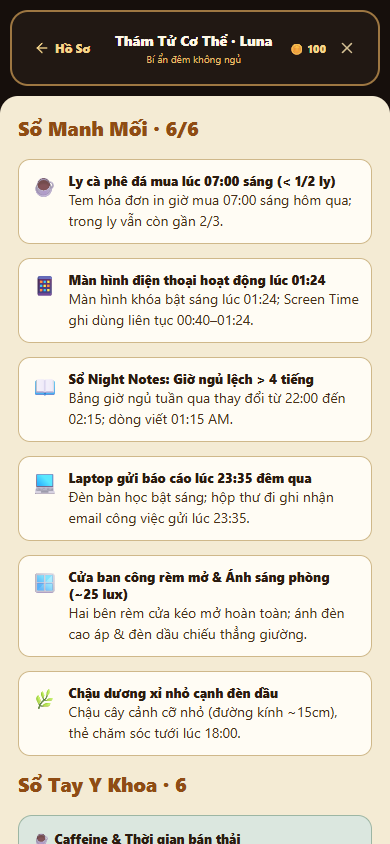 Hồ Sơ
Thám Tử Cơ Thể · Luna
Bí ẩn đêm không ngủ
100
Sổ Manh Mối · 6/6
Ly cà phê đá mua lúc 07:00 sáng (< 1/2 ly)
Tem hóa đơn in giờ mua 07:00 sáng hôm qua;
trong ly vẫn còn gần 2/3.
Màn hình điện thoại hoạt động lúc 01:24
Màn hình khóa bật sáng lúc 01:24; Screen Time
ghi dùng liên tục 00:40–01:24.
Sổ Night Notes: Giờ ngủ lệch > 4 tiếng
Bảng giờ ngủ tuần qua thay đổi từ 22:00 đến
02:15; dòng viết 01:15 AM.
Laptop gửi báo cáo lúc 23:35 đêm qua
Đèn bàn học bật sáng; hộp thư đi ghi nhận
email công việc gửi lúc 23:35.
Cửa ban công rèm mở & Ánh sáng phòng
(~25 lux)
Hai bên rèm cửa kéo mở hoàn toàn; ánh đèn
cao áp & đèn dầu chiếu thẳng giường.
Chậu dương xỉ nhỏ cạnh đèn dầu
Chậu cây cảnh cỡ nhỏ (đường kính ~15cm),
thẻ chăm sóc tưới lúc 18:00.
Sổ Tay Y Khoa · 6
Caffeine & Thời gian bán thải